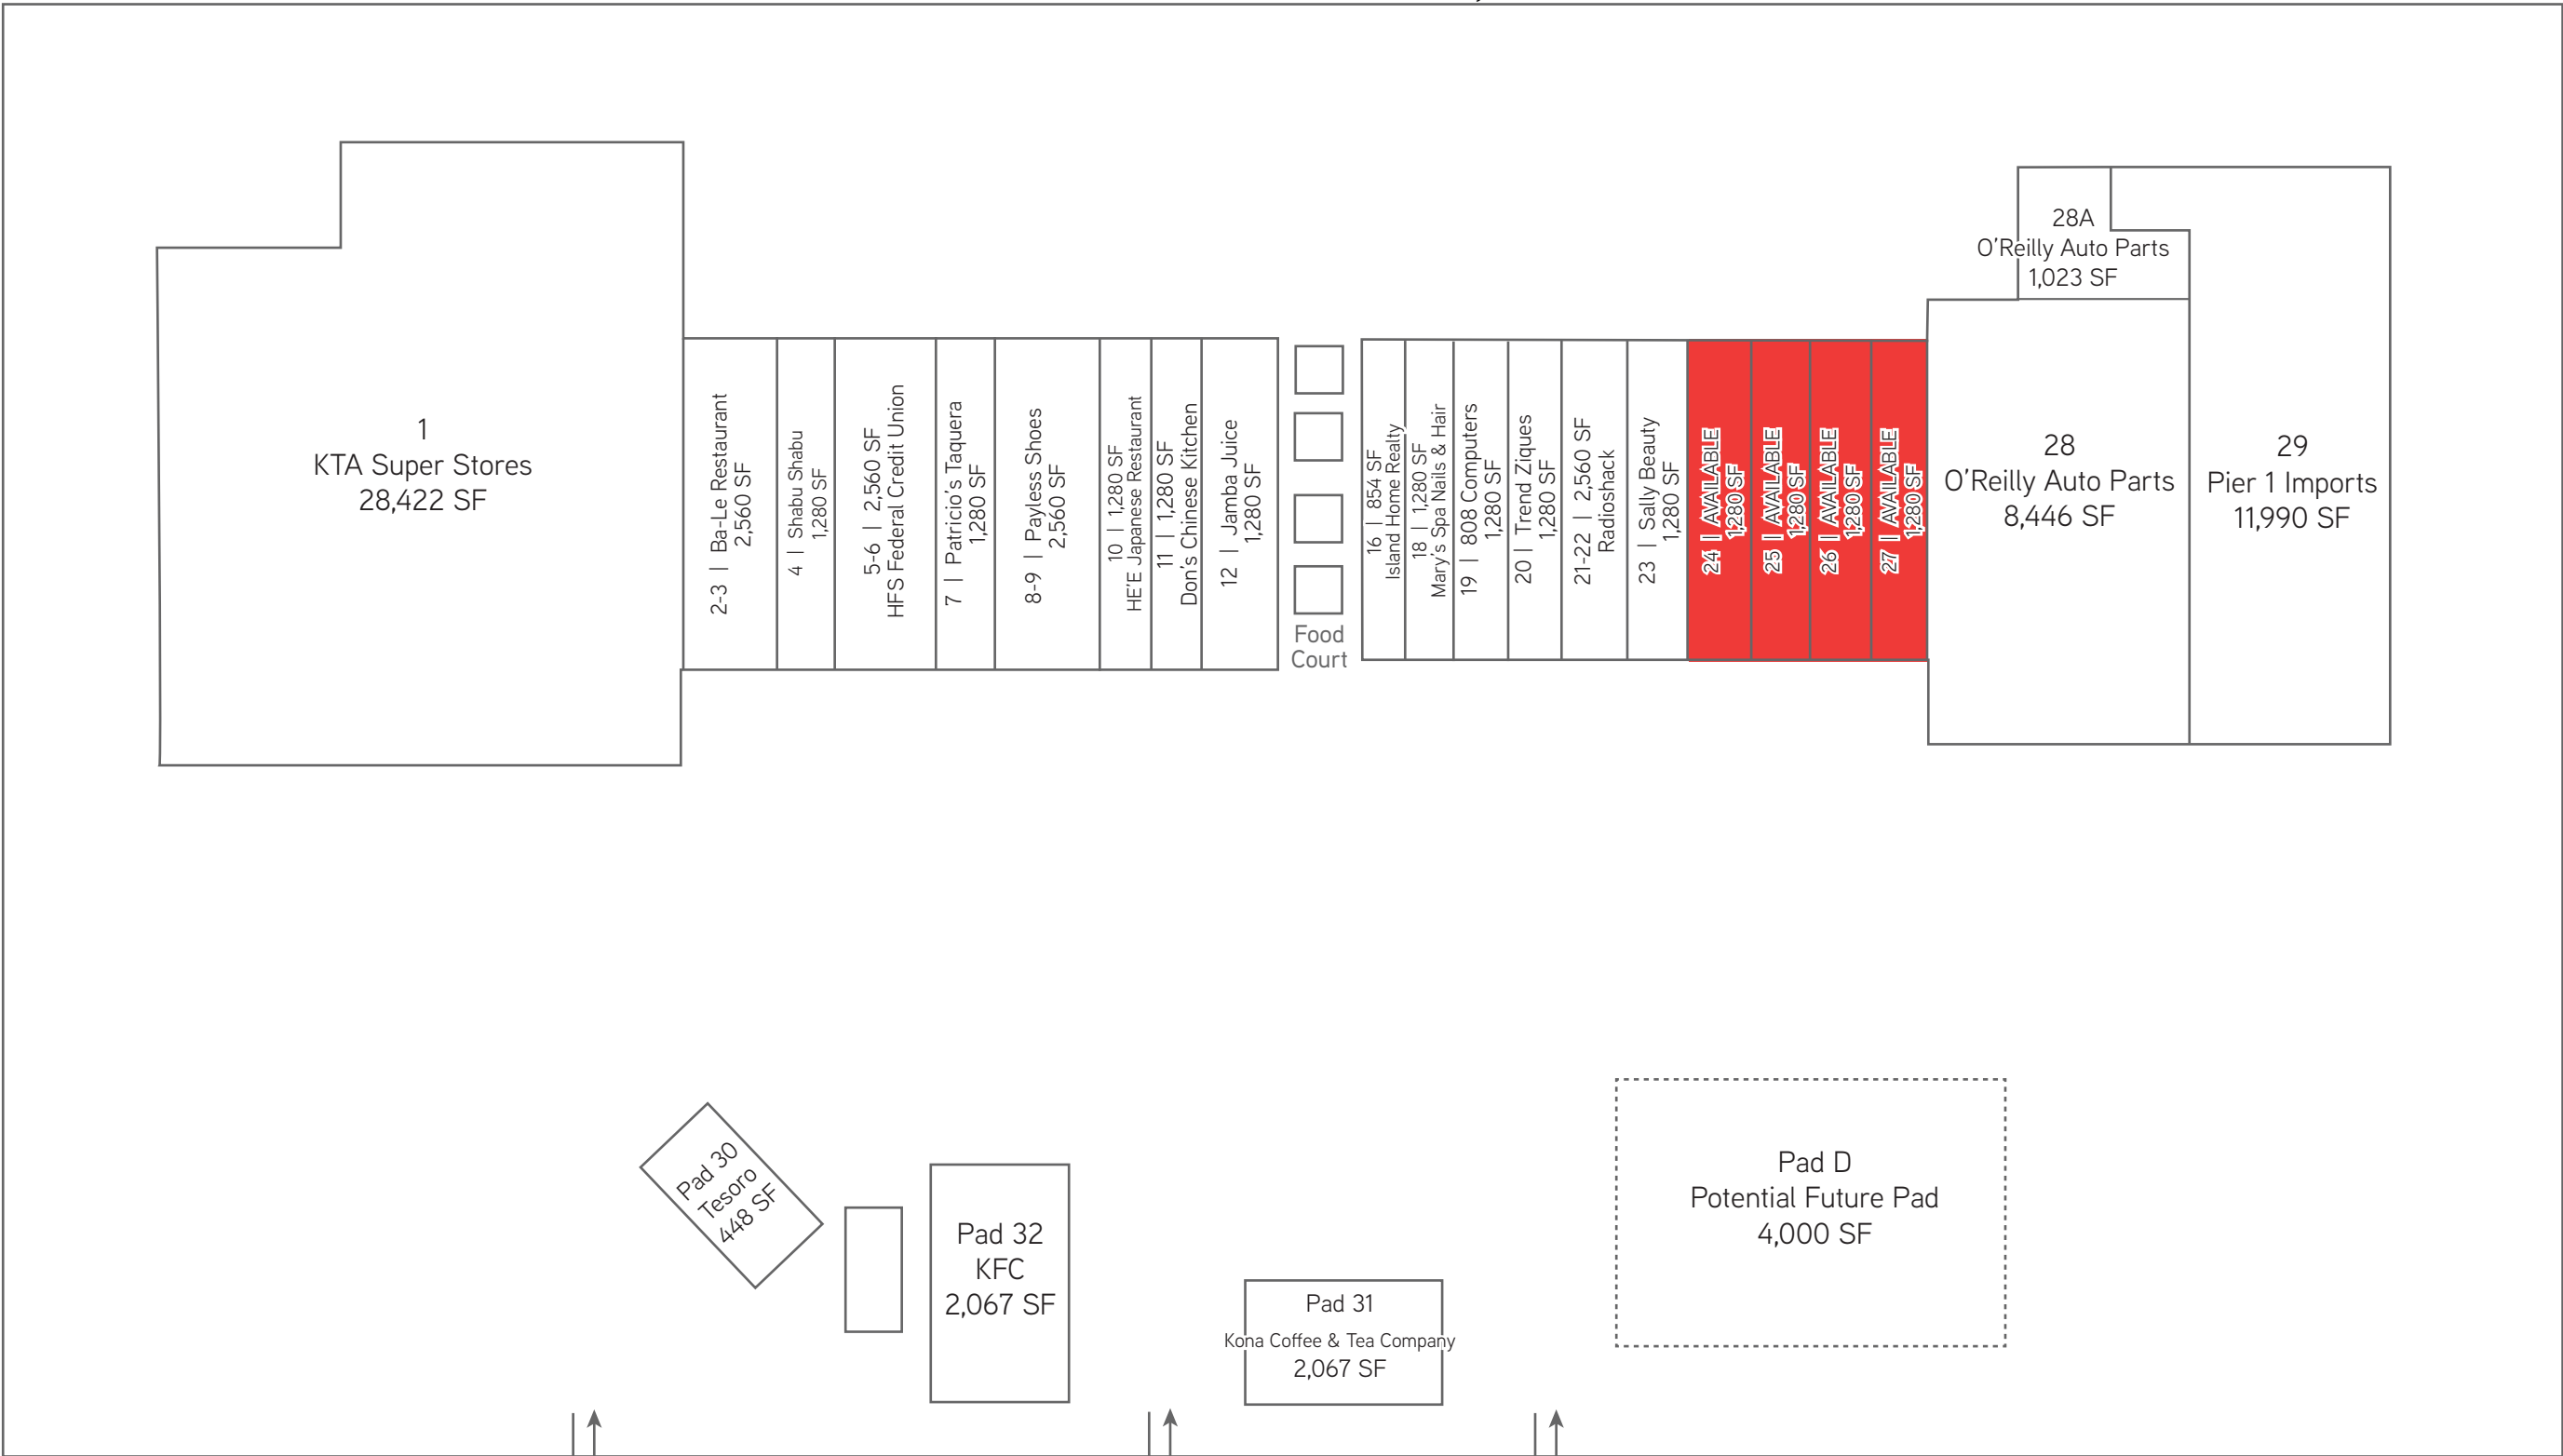 1
KTA Super Stores
28,422 SF
2-3 | Ba-Le Restaurant
2,560 SF
4 | Shabu Shabu
1,280 SF
5-6 | 2,560 SF
HFS Federal Credit Union
7 | Patricio's Taquera
1,280 SF
8-9 | Payless Shoes
2,560 SF
10 | 1,280 SF
HE'E Japanese Restaurant
11 | 1,280 SF
Don's Chinese Kitchen
12 | Jamba Juice
1,280 SF
Food
Court
16 | 854 SF
Island Home Realty
18 | 1,280 SF
Mary's Spa Nails & Hair
19 | 808 Computers
1,280 SF
20 | Trend Ziques
1,280 SF
21-22 | 2,560 SF
Radioshack
23 | Sally Beauty
1,280 SF
24 | AVAILABLE
1,280 SF
25 | AVAILABLE
1,280 SF
26 | AVAILABLE
1,280 SF
27 | AVAILABLE
1,280 SF
28A
O'Reilly Auto Parts
1,023 SF
28
O'Reilly Auto Parts
8,446 SF
29
Pier 1 Imports
11,990 SF
Pad 30
Tesoro
448 SF
Pad 32
KFC
2,067 SF
Pad 31
Kona Coffee & Tea Company
2,067 SF
Pad D
Potential Future Pad
4,000 SF